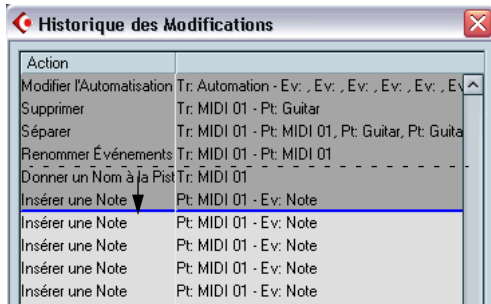 Historique des Modifications
Action
Modifier l'Automatisation Tr: Automation - Ev: , Ev: , Ev: , Ev: , Ev: , Ev
Supprimer Tr: MIDI 01 - Pt: Guitar
Séparer Tr: MIDI 01 - Pt: MIDI 01, Pt: Guitar, Pt: Guita
Renommer Événements Tr: MIDI 01 - Pt: MIDI 01
Donner un Nom à la Pist Tr: MIDI 01
Insérer une Note Pt: MIDI 01 - Ev: Note
Insérer une Note Pt: MIDI 01 - Ev: Note
Insérer une Note Pt: MIDI 01 - Ev: Note
Insérer une Note Pt: MIDI 01 - Ev: Note
Insérer une Note Pt: MIDI 01 - Ev: Note